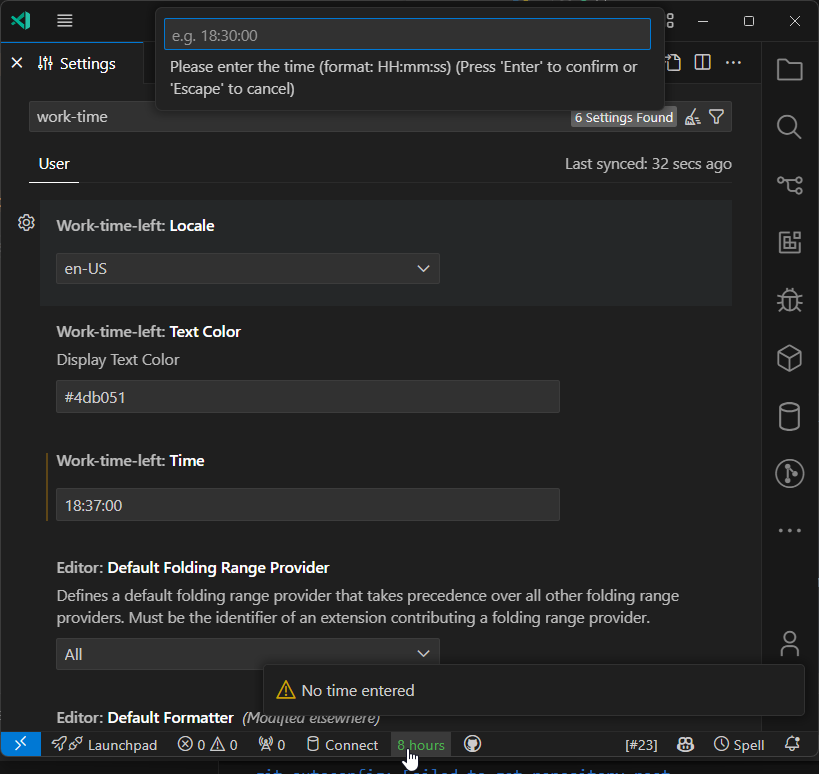 e.g. 18:30:00
Please enter the time (format: HH:mm:ss) (Press 'Enter' to confirm or
'Escape' to cancel)
Settings
work-time
6 Settings Found
User
Last synced: 32 secs ago
Work-time-left: Locale
en-US
Work-time-left: Text Color
Display Text Color
#4db051
Work-time-left: Time
18:37:00
Editor: Default Folding Range Provider
Defines a default folding range provider that takes precedence over all other folding range
providers. Must be the identifier of an extension contributing a folding range provider.
All
No time entered
Editor: Default Formatter (Modified elsewhere)
Launchpad 0 0 0 Connect 8 hours [#23] Spell